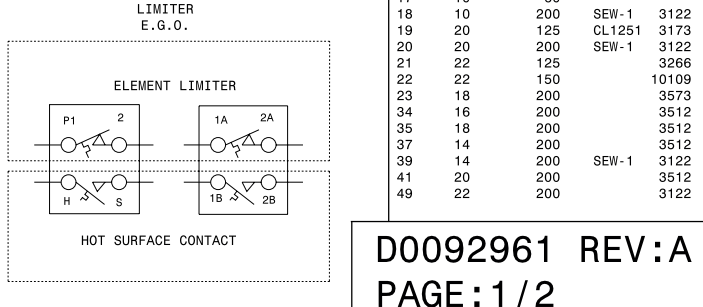 LIMITER
E.G.O.
ELEMENT LIMITER
P1 2 1A 2A
H S 1B 2B
HOT SURFACE CONTACT
18 10 200 SEW-1 3122
19 20 125 CL1251 3173
20 20 200 SEW-1 3122
21 22 125 3266
22 22 150 10109
23 18 200 3573
34 16 200 3512
35 18 200 3512
37 14 200 3512
39 14 200 SEW-1 3122
41 20 200 3512
49 22 200 3122
D0092961 REV:A
PAGE:1/2